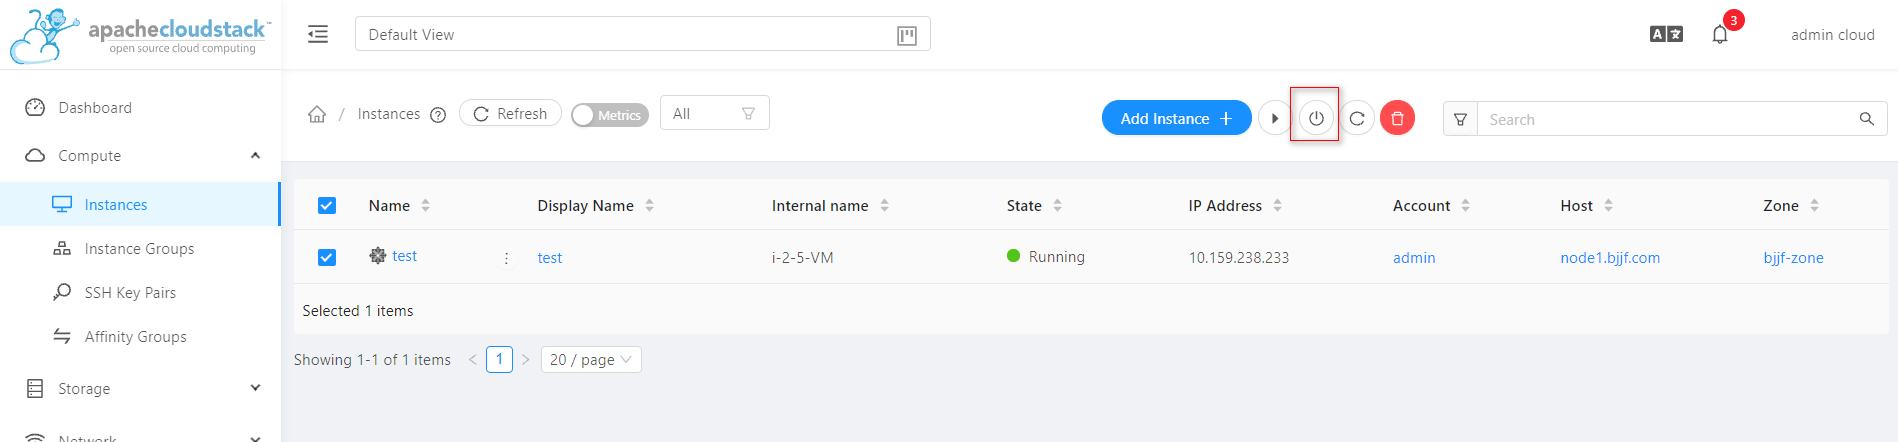 apachecloudstack™
open source cloud computing
Default View
A
3
admin cloud
Dashboard
Compute
Instances
Instance Groups
SSH Key Pairs
Affinity Groups
Storage
Network
/ Instances
Refresh
Metrics
All
Add Instance +
Search
Name Display Name Internal name State IP Address Account Host Zone
test test i-2-5-VM Running 10.159.238.233 admin node1.bjjf.com bjjf-zone
Selected 1 items
Showing 1-1 of 1 items < 1 > 20 / page